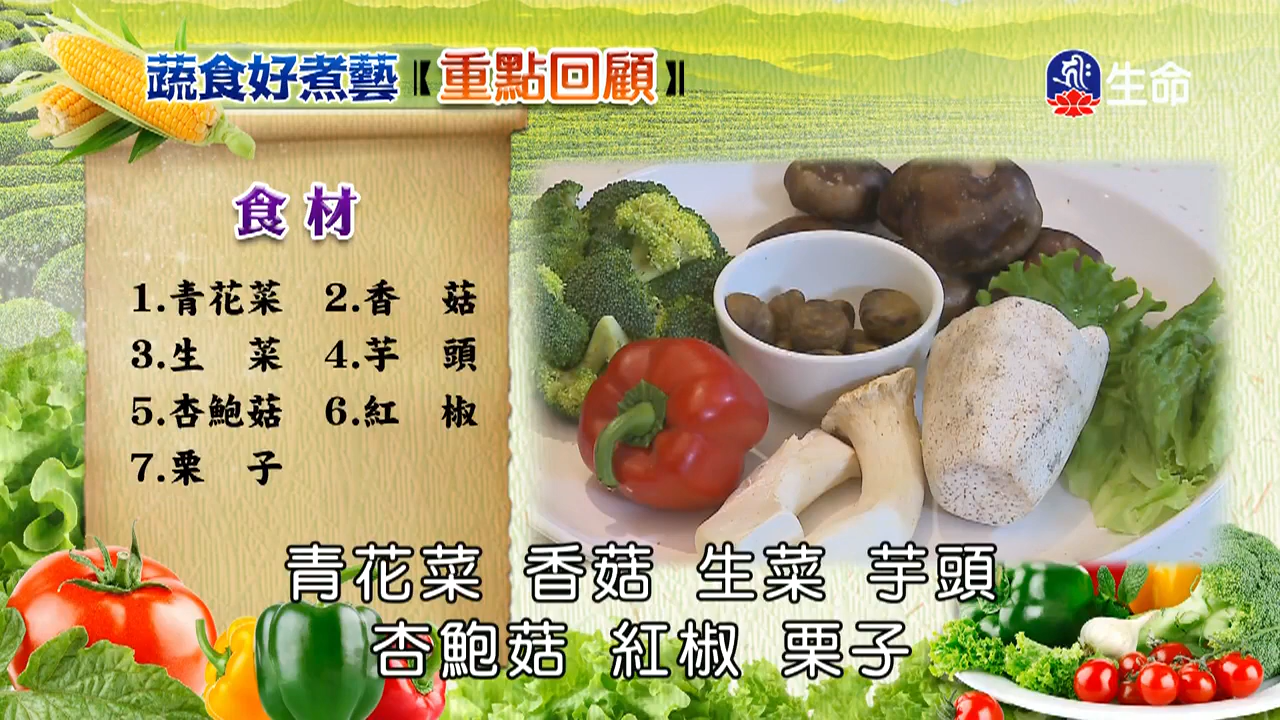 蔬食好煮藝【重點回顧】
生命
食材
1.青花菜 2.香 菇
3.生 菜 4.芋 頭
5.杏鮑菇 6.紅 椒
7.栗 子
青花菜 香菇 生菜 芋頭
杏鮑菇 紅椒 栗子